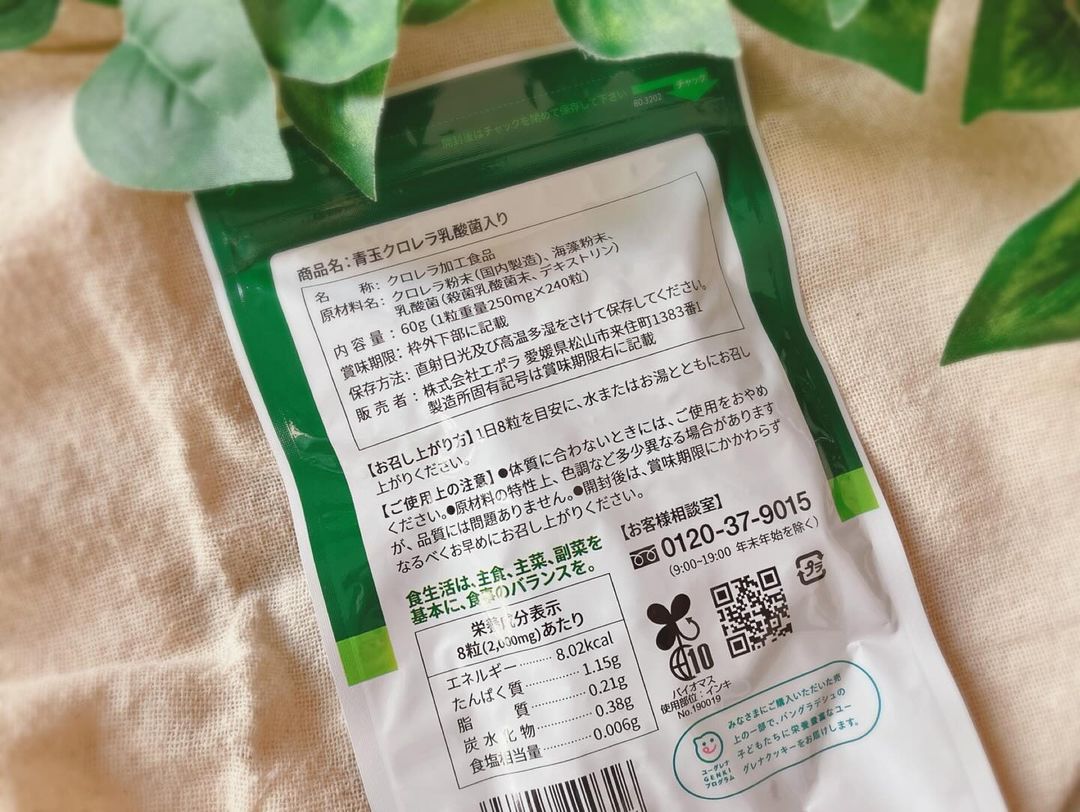 チャック
開封後はチャックを閉めて保存して下さい
80.3202
商品名：青玉クロレラ乳酸菌入り
名　　称：クロレラ加工食品
原材料名：クロレラ粉末（国内製造）、海藻粉末、
乳酸菌（殺菌乳酸菌末、デキストリン）
内容量：60g（1粒重量250mg×240粒）
賞味期限：枠外下部に記載
保存方法：直射日光及び高温多湿をさけて保存してください。
販売者：株式会社エポラ 愛媛県松山市来住町1383番1
製造所固有記号は賞味期限右に記載
【お召し上がり方】1日8粒を目安に、水またはお湯とともにお召し
上がりください。
【ご使用上の注意】●体質に合わないときには、ご使用をおやめ
ください。●原材料の特性上、色調など多少異なる場合があります
が、品質には問題ありません。●開封後は、賞味期限にかかわらず
なるべくお早めにお召し上がりください。
食生活は、主食、主菜、副菜を
基本に、食事のバランスを。
栄養成分表示
8粒(2,000mg)あたり
エネルギー………8.02kcal
たんぱく質………1.15g
脂質………0.21g
炭水化物………0.38g
食塩相当量………0.006g
【お客様相談室】
0120-37-9015
（9:00~19:00 年末年始を除く）
プラ
10
バイオマス
使用部位：インキ
No.190019
みなさまにご購入いただいた売
上の一部で、バングラデシュの
子どもたちに栄養豊富なユー
グレナクッキーをお届けします。
ユーグレナ
GENKI
プログラム